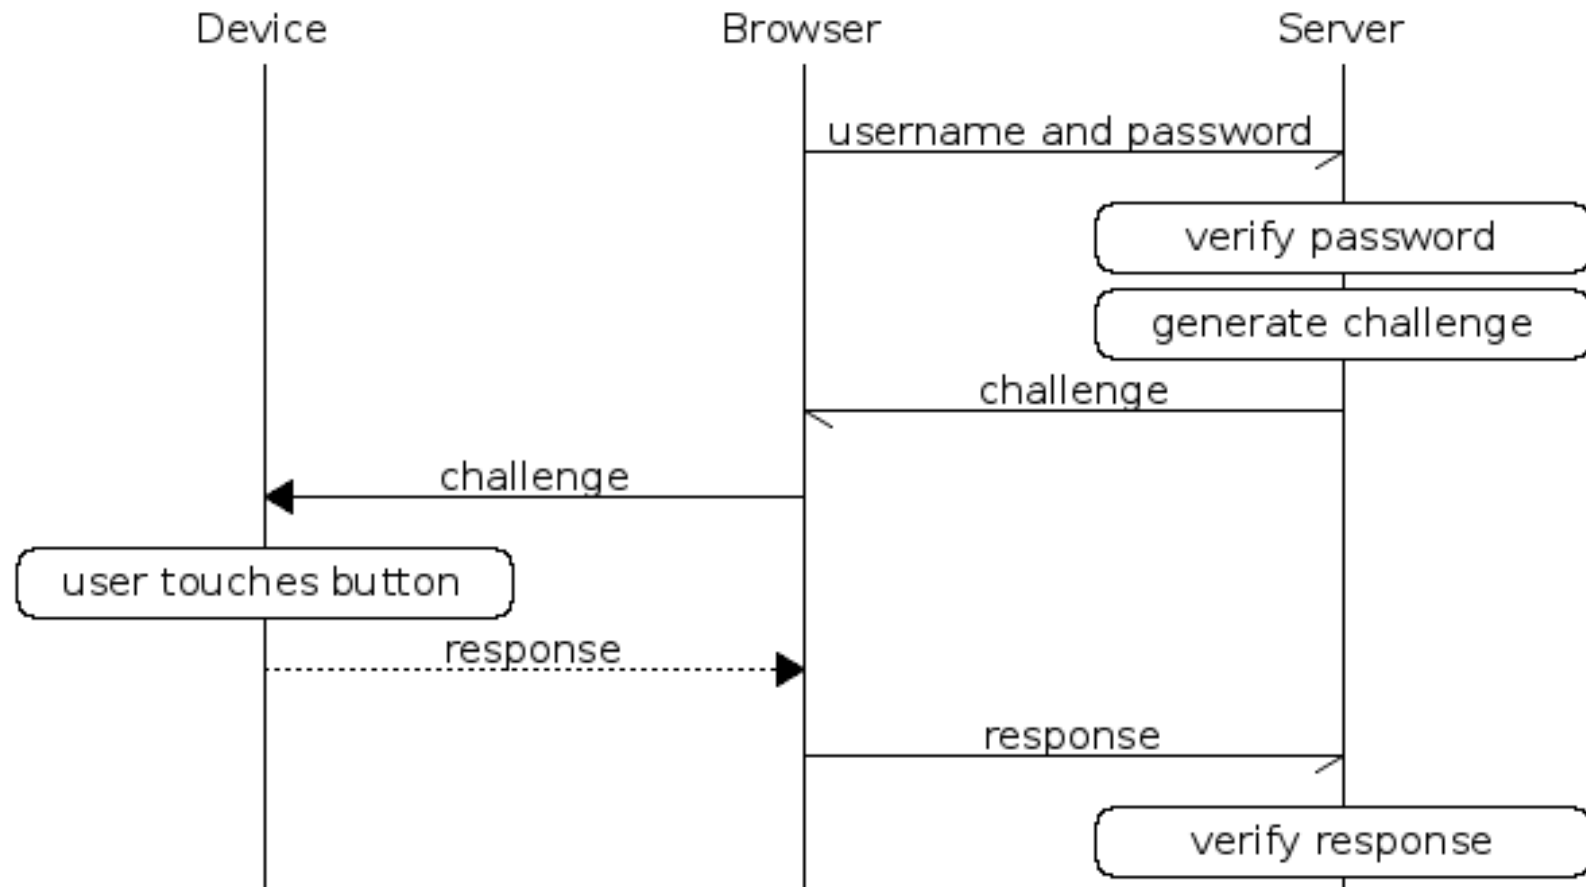 Device Browser Server
username and password
verify password
generate challenge
challenge
challenge
user touches button
response
response
verify response